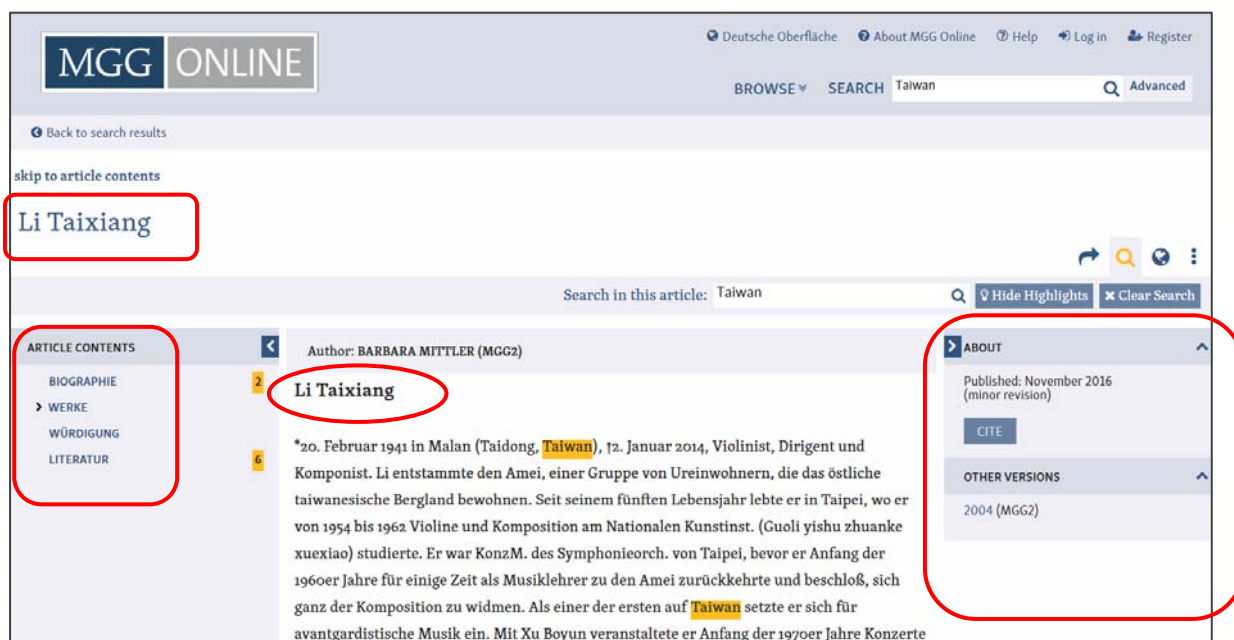 MGG ONLINE
Deutsche Oberfläche About MGG Online Help Log in Register
BROWSE SEARCH Taiwan Advanced
Back to search results
skip to article contents
Li Taixiang
Search in this article: Taiwan Hide Highlights Clear Search
ARTICLE CONTENTS
BIOGRAPHIE 2
WERKE
WÜRDIGUNG
LITERATUR 6
Author: BARBARA MITTLER (MGG2)
Li Taixiang
*20. Februar 1941 in Malan (Taidong, Taiwan), †2. Januar 2014, Violinist, Dirigent und
Komponist. Li entstammte den Amei, einer Gruppe von Ureinwohnern, die das östliche
taiwanesische Bergland bewohnen. Seit seinem fünften Lebensjahr lebte er in Taipei, wo er
von 1954 bis 1962 Violine und Komposition am Nationalen Kunstinst. (Guoli yishu zhuanke
xuexiao) studierte. Er war KonzM. des Symphonieorch. von Taipei, bevor er Anfang der
1960er Jahre für einige Zeit als Musiklehrer zu den Amei zurückkehrte und beschloß, sich
ganz der Komposition zu widmen. Als einer der ersten auf Taiwan setzte er sich für
avantgardistische Musik ein. Mit Xu Boyun veranstaltete er Anfang der 1970er Jahre Konzerte
ABOUT
Published: November 2016
(minor revision)
CITE
OTHER VERSIONS
2004 (MGG2)